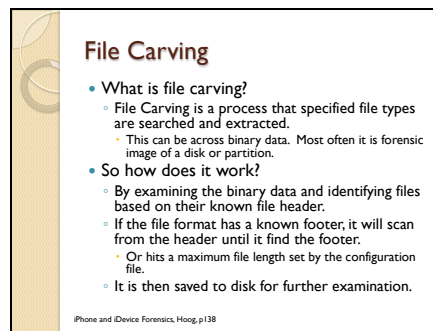 File Carving
• What is file carving?
◦ File Carving is a process that specified file types
are searched and extracted.
• This can be across binary data. Most often it is forensic
image of a disk or partition.
• So how does it work?
◦ By examining the binary data and identifying files
based on their known file header.
◦ If the file format has a known footer, it will scan
from the header until it find the footer.
• Or hits a maximum file length set by the configuration
file.
◦ It is then saved to disk for further examination.
iPhone and iDevice Forensics, Hoog, p138